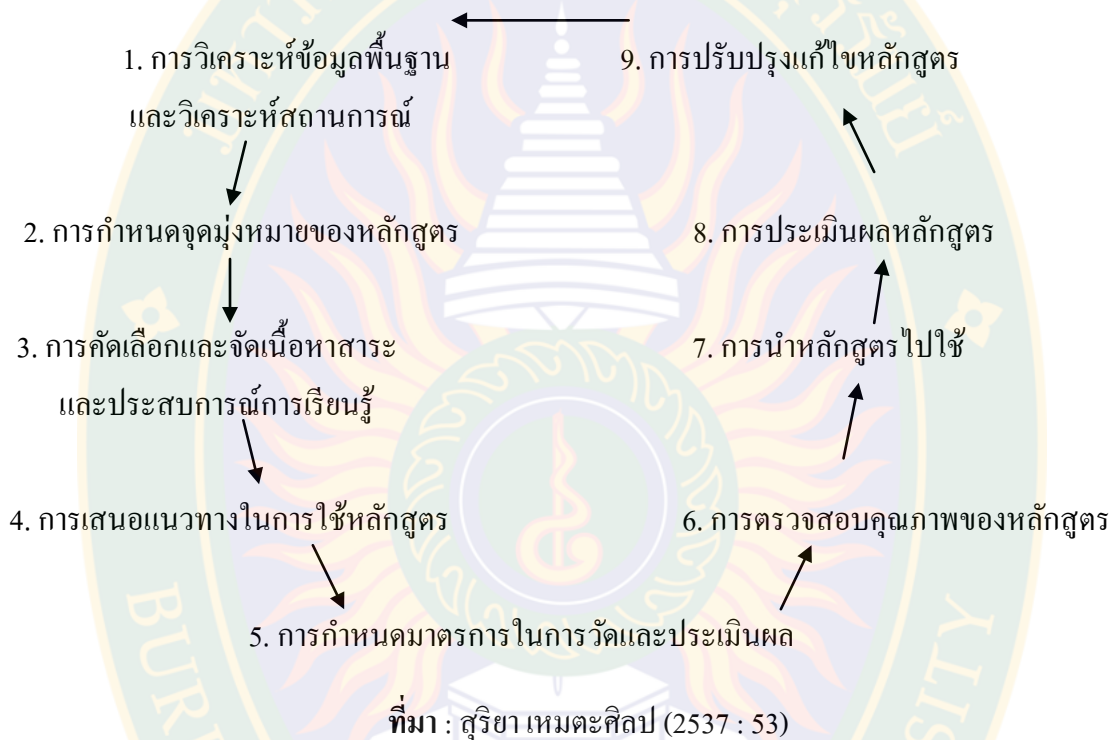 1. การวิเคราะห์ข้อมูลพื้นฐาน
และวิเคราะห์สถานการณ์
2. การกำหนดจุดมุ่งหมายของหลักสูตร
3. การคัดเลือกและจัดเนื้อหาสาระ
และประสบการณ์การเรียนรู้
4. การเสนอแนวทางในการใช้หลักสูตร
5. การกำหนดมาตรการในการวัดและประเมินผล
6. การตรวจสอบคุณภาพของหลักสูตร
7. การนำหลักสูตรไปใช้
8. การประเมินผลหลักสูตร
9. การปรับปรุงแก้ไขหลักสูตร
ที่มา : สุริยา เหมตะศิลป (2537 : 53)